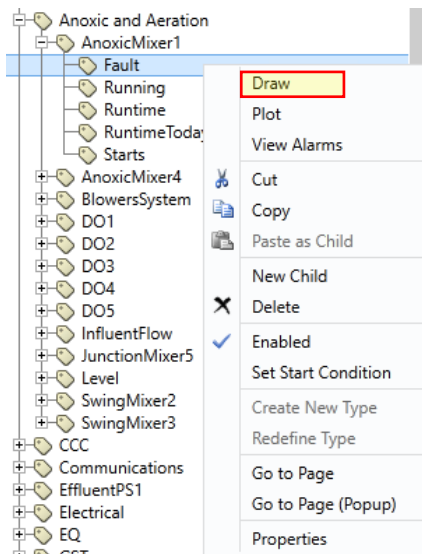 Anoxic and Aeration
AnoxicMixer1
Fault
Running
Runtime
RuntimeToday
Starts
AnoxicMixer4
BlowersSystem
DO1
DO2
DO3
DO4
DO5
InfluentFlow
JunctionMixer5
Level
SwingMixer2
SwingMixer3
CCC
Communications
EffluentPS1
Electrical
EQ
Draw
Plot
View Alarms
Cut
Copy
Paste as Child
New Child
Delete
Enabled
Set Start Condition
Create New Type
Redefine Type
Go to Page
Go to Page (Popup)
Properties